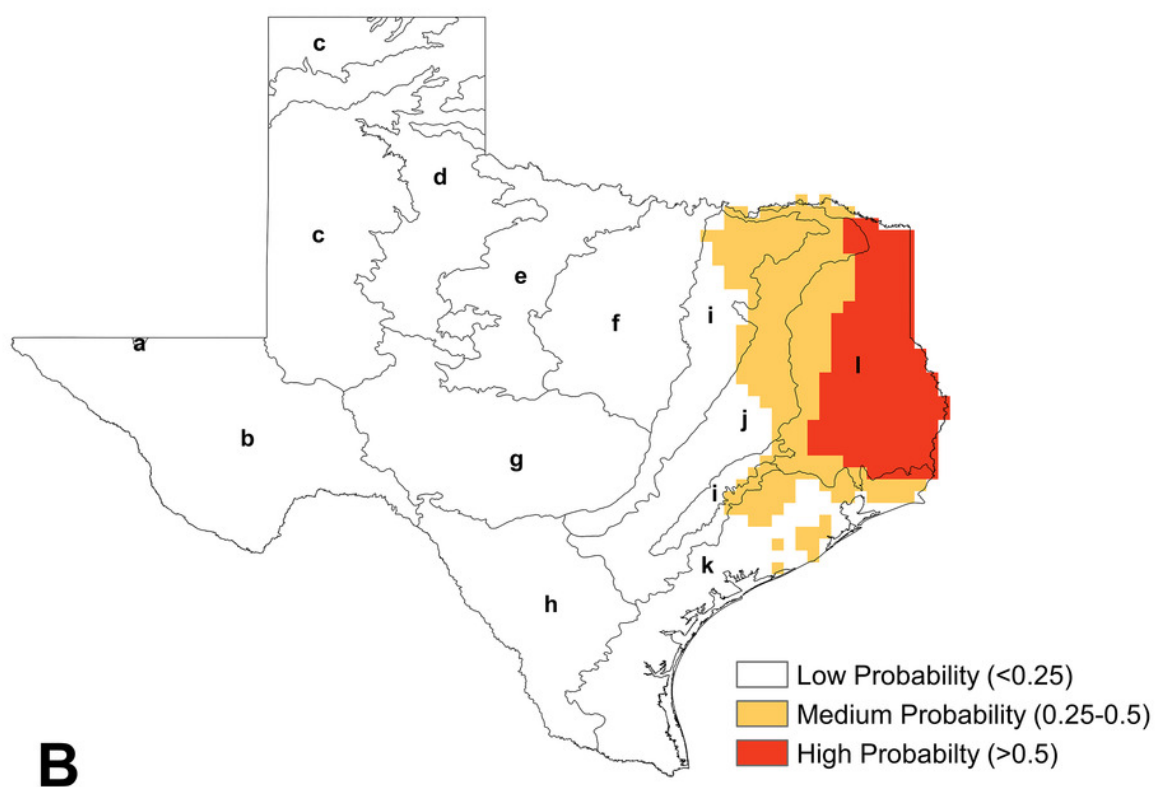 c
d
c
e
i
f
a
l
j
b
g
i
k
h
Low Probability (<0.25)
Medium Probability (0.25-0.5)
High Probabilty (>0.5)
B